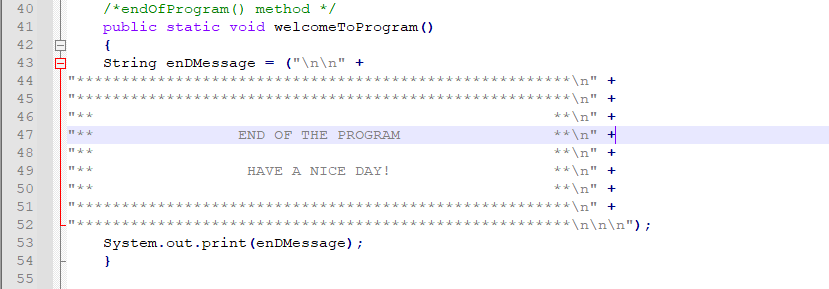 40     /*endOfProgram() method */
41     public static void welcomeToProgram()
42     {
43     String enDMessage = ("\n\n" +
44 "*******************************************************\n" +
45 "*******************************************************\n" +
46 "**                                                   **\n" +
47 "**                END OF THE PROGRAM                 **\n" +
48 "**                                                   **\n" +
49 "**                 HAVE A NICE DAY!                  **\n" +
50 "**                                                   **\n" +
51 "*******************************************************\n" +
52 "*******************************************************\n\n\n");
53     System.out.print(enDMessage);
54     }
55